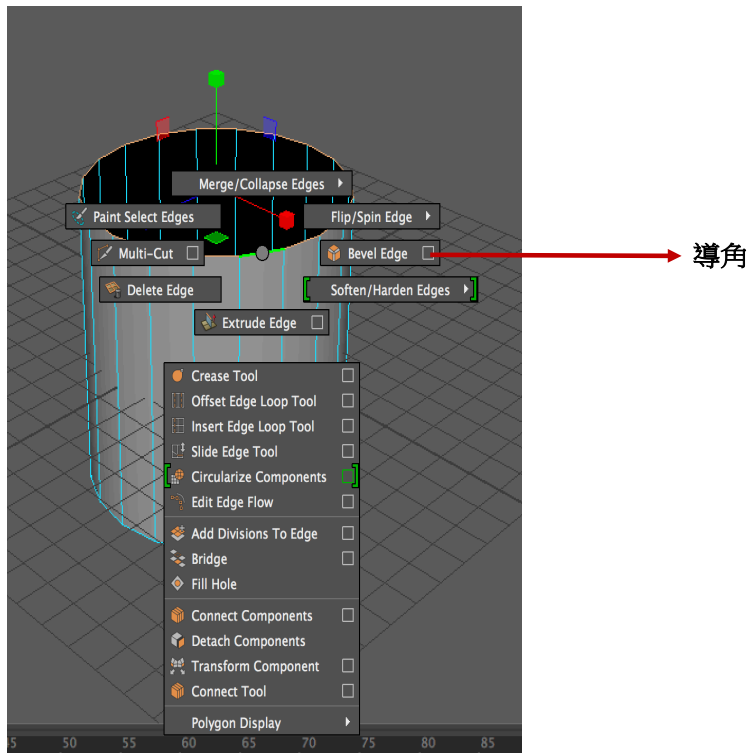 Merge/Collapse Edges
Paint Select Edges
Flip/Spin Edge
Multi-Cut
Bevel Edge
導角
Delete Edge
Soften/Harden Edges
Extrude Edge
Crease Tool
Offset Edge Loop Tool
Insert Edge Loop Tool
Slide Edge Tool
Circularize Components
Edit Edge Flow
Add Divisions To Edge
Bridge
Fill Hole
Connect Components
Detach Components
Transform Component
Connect Tool
Polygon Display
45 50 55 60 65 70 75 80 85